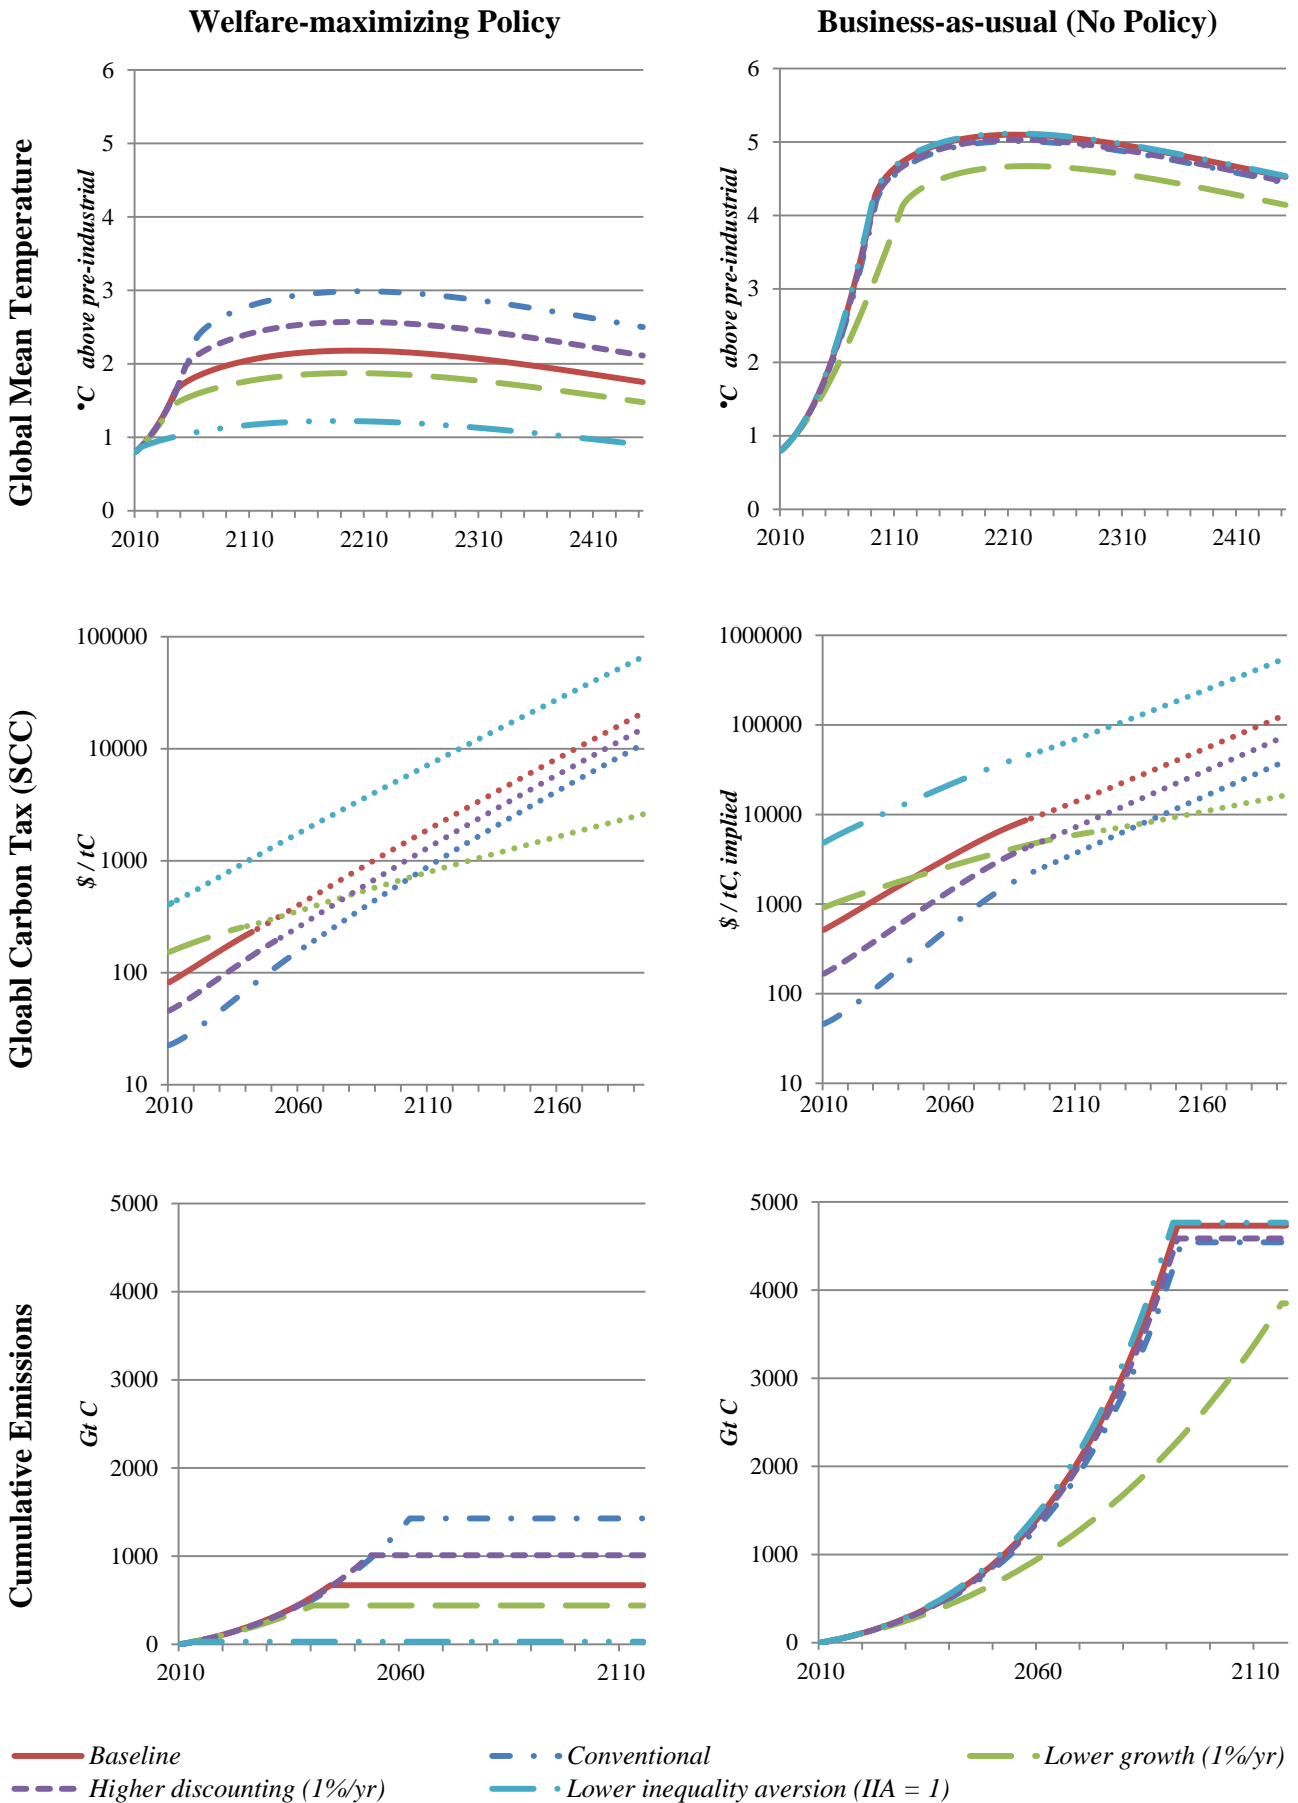 Welfare-maximizing Policy
Business-as-usual (No Policy)
Global Mean Temperature
°C above pre-industrial
6
5
4
3
2
1
0
2010 2110 2210 2310 2410
°C above pre-industrial
6
5
4
3
2
1
0
2010 2110 2210 2310 2410
Gloabl Carbon Tax (SCC)
$ / tC
100000
10000
1000
100
10
2010 2060 2110 2160
$ / tC, implied
1000000
100000
10000
1000
100
10
2010 2060 2110 2160
Cumulative Emissions
Gt C
5000
4000
3000
2000
1000
0
2010 2060 2110
Gt C
5000
4000
3000
2000
1000
0
2010 2060 2110
Baseline
Conventional
Lower growth (1%/yr)
Higher discounting (1%/yr)
Lower inequality aversion (IIA = 1)